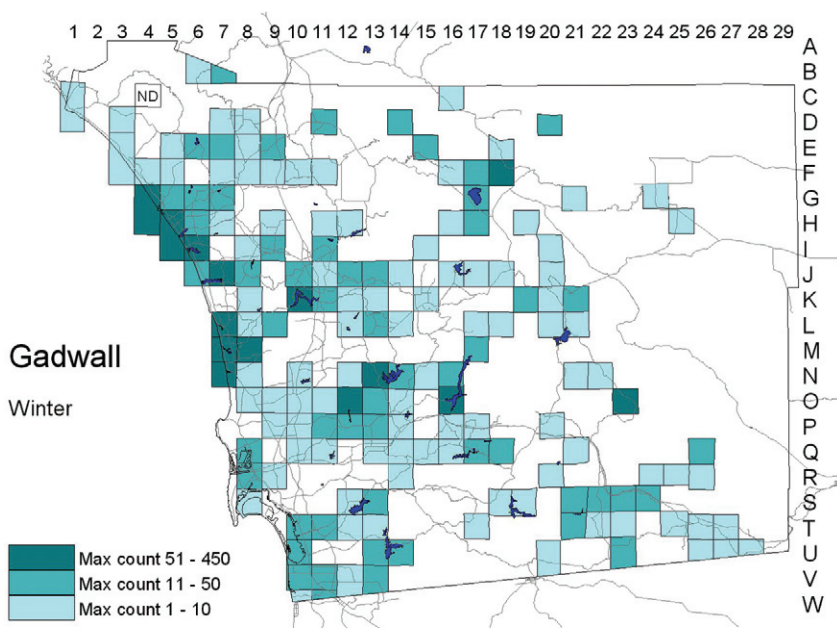 1 2 3 4 5 6 7 8 9 10 11 12 13 14 15 16 17 18 19 20 21 22 23 24 25 26 27 28 29
A
B
C
D
E
F
G
H
I
J
K
L
M
N
O
P
Q
R
S
T
U
V
W
ND
Gadwall
Winter
Max count 51 - 450
Max count 11 - 50
Max count 1 - 10